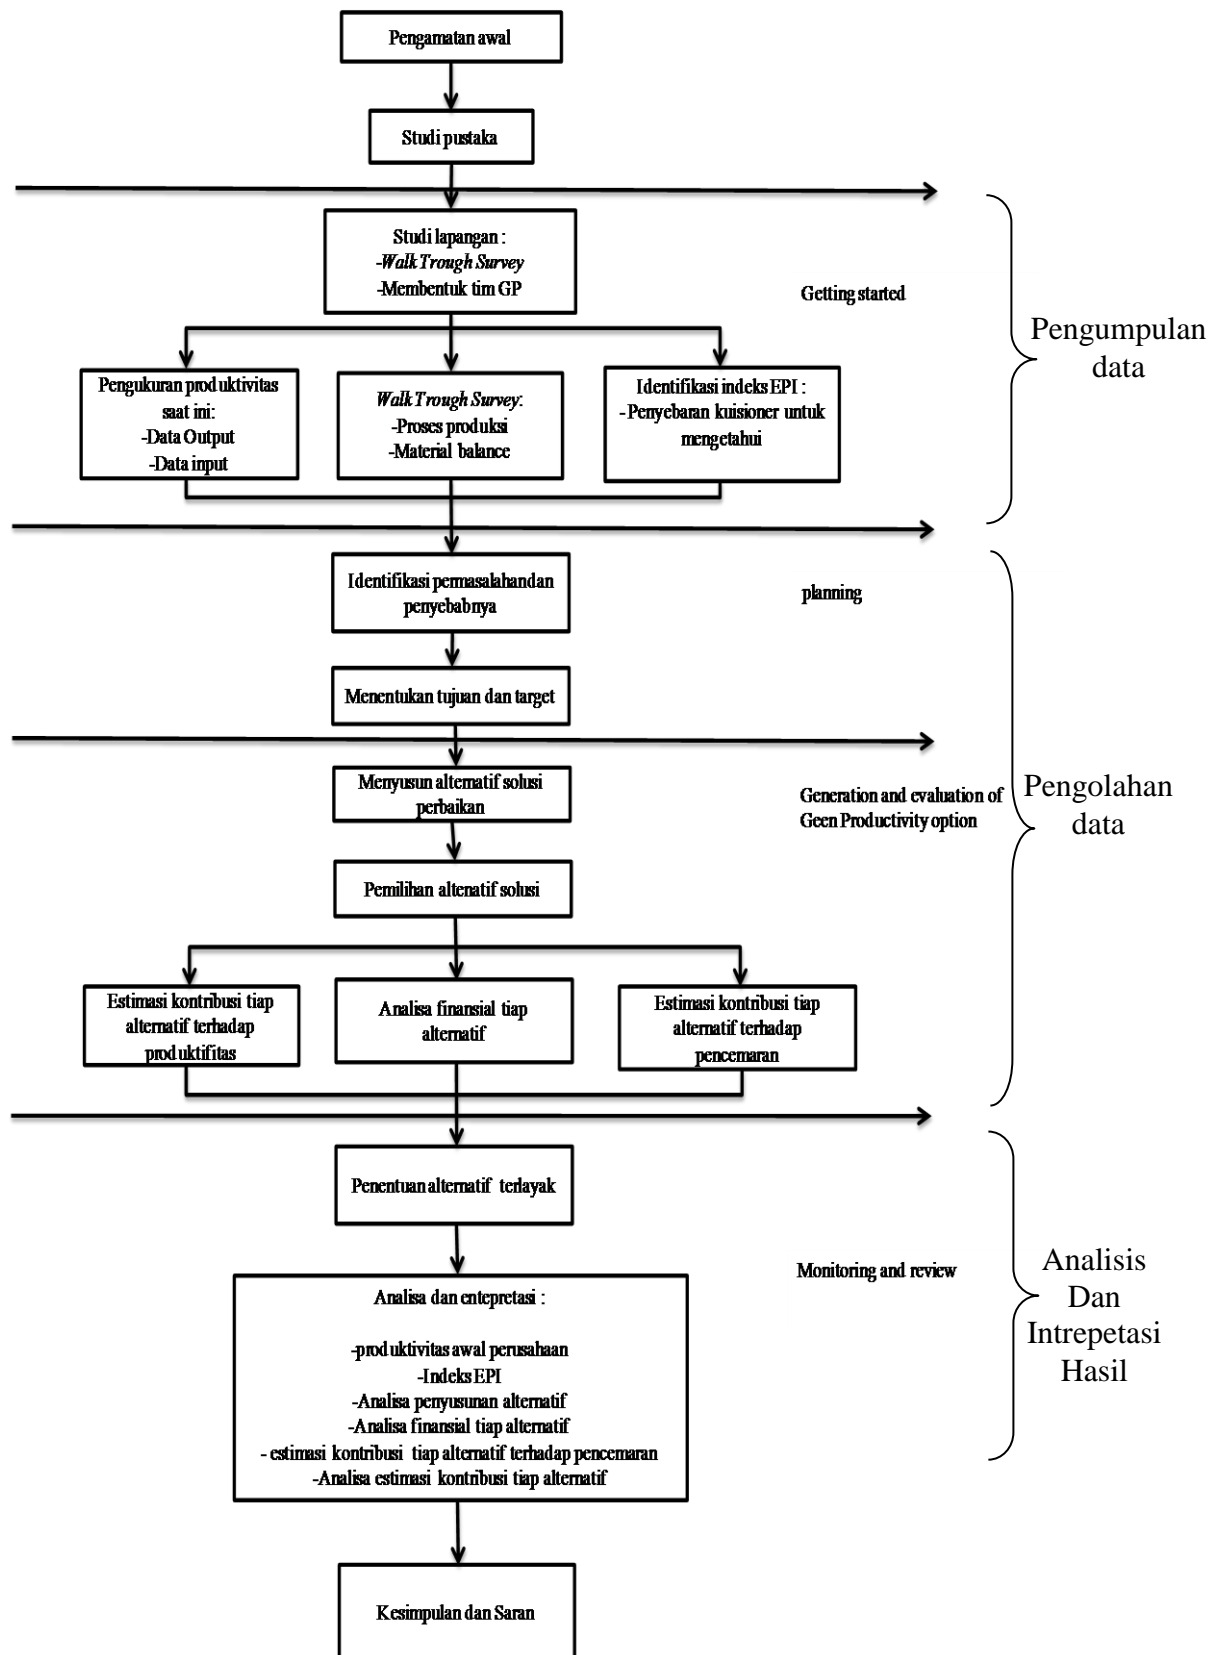 Pengamatan awal
Studi pustaka
Studi lapangan :
-Walk Trough Survey
-Membentuk tim GP
Getting started
Pengumpulan
data
Pengukuran produktivitas
saat ini:
-Data Output
-Data input
Walk Trough Survey:
-Proses produksi
-Material balance
Identifikasi indeks EPI :
- Penyebaran kuisioner untuk
mengetahui
Identifikasi permasalahandan
penyebabnya
planning
Menentukan tujuan dan target
Menyusun alternatif solusi
perbaikan
Generation and evaluation of
Geen Productivity option
Pengolahan
data
Pemilihan altenatif solusi
Estimasi kontribusi tiap
alternatif terhadap
produktifitas
Analisa finansial tiap
alternatif
Estimasi kontribusi tiap
alternatif terhadap
pencemaran
Penentuan alternatif terlayak
Monitoring and review
Analisis
Dan
Intrepetasi
Hasil
Analisa dan entepretasi :
-produktivitas awal perusahaan
-Indeks EPI
-Analisa penyusunan alternatif
-Analisa finansial tiap alternatif
- estimasi kontribusi tiap alternatif terhadap pencemaran
-Analisa estimasi kontribusi tiap alternatif
Kesimpulan dan Saran